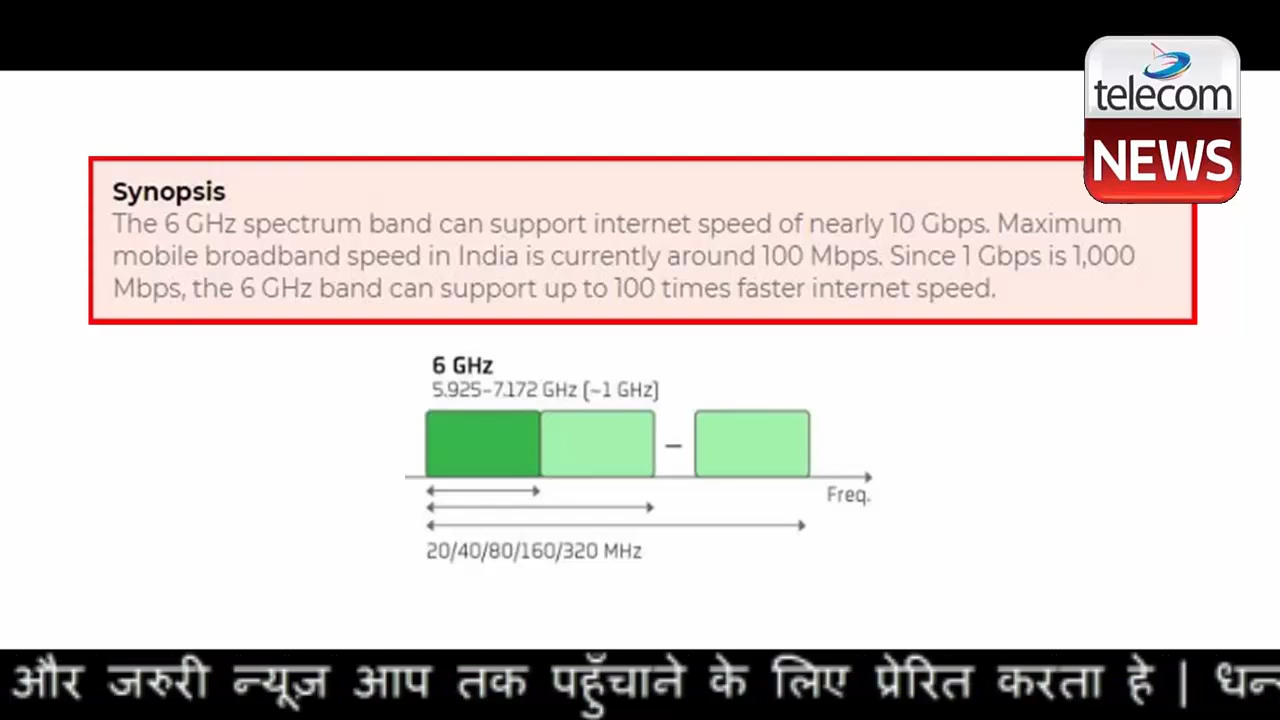 telecom
NEWS
Synopsis
The 6 GHz spectrum band can support internet speed of nearly 10 Gbps. Maximum
mobile broadband speed in India is currently around 100 Mbps. Since 1 Gbps is 1,000
Mbps, the 6 GHz band can support up to 100 times faster internet speed.
6 GHz
5.925-7.172 GHz (~1 GHz)
Freq.
20/40/80/160/320 MHz
और जरुरी न्यूज़ आप तक पहुँचाने के लिए प्रेरित करता हे |